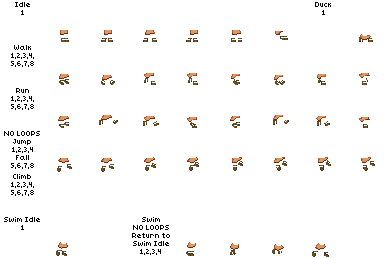 Idle
1
Duck
1
Walk
1,2,3,4,
5,6,7,8
Run
1,2,3,4,
5,6,7,8
NO LOOPS
Jump
1,2,3,4
Fall
5,6,7,8
Climb
1,2,3,4,
5,6,7,8
Swim Idle
1
Swim
NO LOOPS
Return to
Swim Idle
1,2,3,4